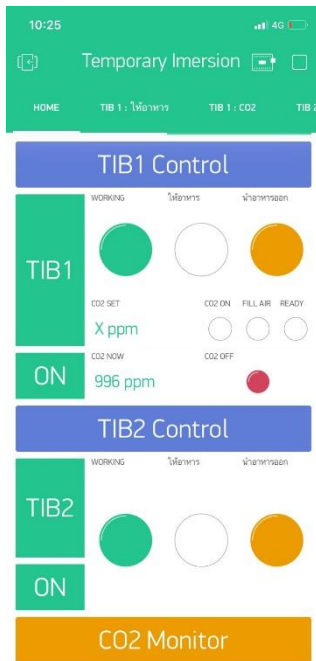 10:25
4G
Temporary Imersion
HOME
TIB 1 : ให้อาหาร
TIB 1 : CO2
TIB 2
TIB1 Control
WORKING
ให้อาหาร
นำอาหารออก
TIB1
CO2 SET
CO2 ON
FILL AIR
READY
X ppm
ON
CO2 NOW
CO2 OFF
996 ppm
TIB2 Control
WORKING
ให้อาหาร
นำอาหารออก
TIB2
ON
CO2 Monitor